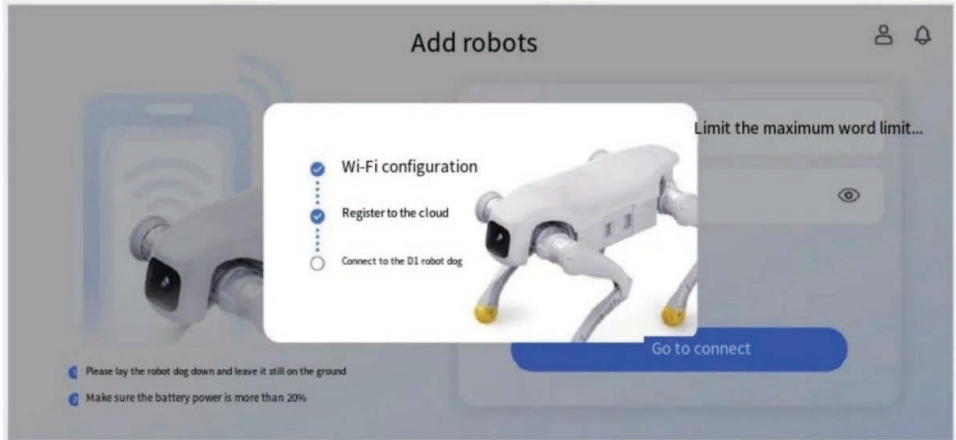 Add robots
Limit the maximum word limit...
Wi-Fi configuration
Register to the cloud
Connect to the D1 robot dog
Go to connect
1 Please lay the robot dog down and leave it still on the ground
2 Make sure the battery power is more than 20%